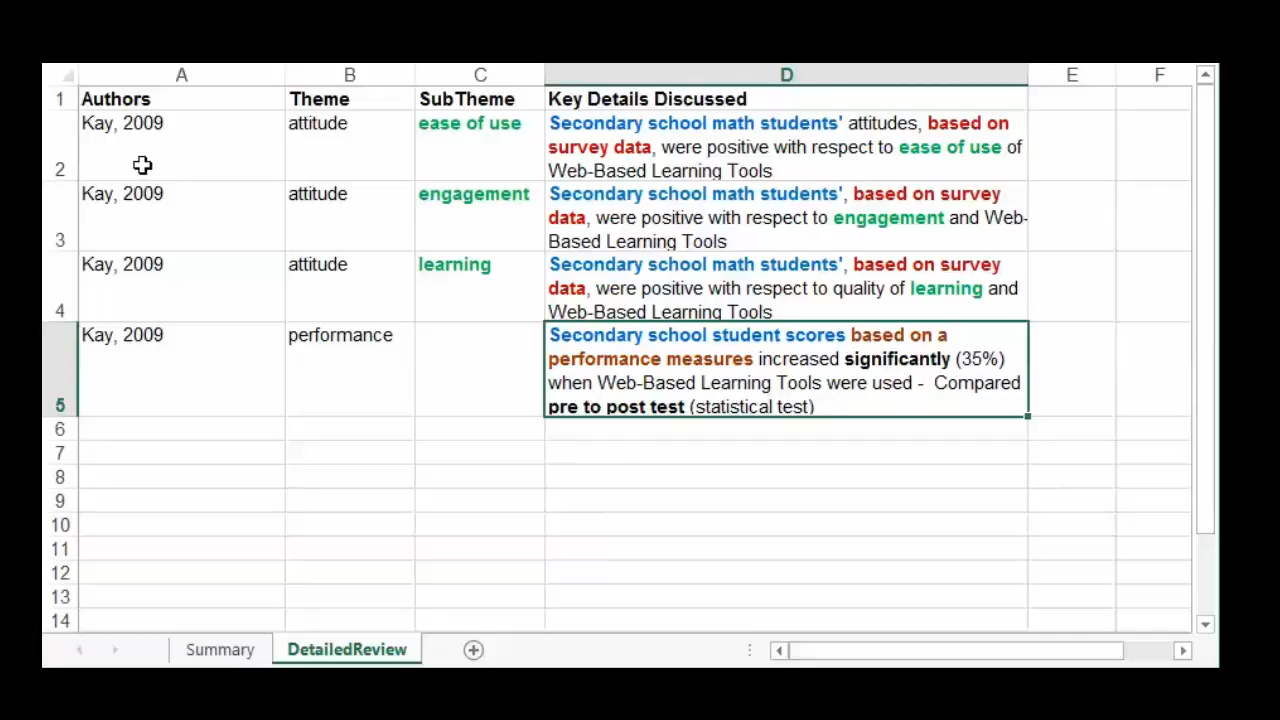 A B C D E F
1 Authors Theme SubTheme Key Details Discussed
Kay, 2009 attitude ease of use Secondary school math students' attitudes, based on
survey data, were positive with respect to ease of use of
2 Web-Based Learning Tools
Kay, 2009 attitude engagement Secondary school math students', based on survey
data, were positive with respect to engagement and Web-
3 Based Learning Tools
Kay, 2009 attitude learning Secondary school math students', based on survey
data, were positive with respect to quality of learning and
4 Web-Based Learning Tools
Kay, 2009 performance Secondary school student scores based on a
performance measures increased significantly (35%)
when Web-Based Learning Tools were used - Compared
5 pre to post test (statistical test)
6
7
8
9
10
11
12
13
14
Summary DetailedReview